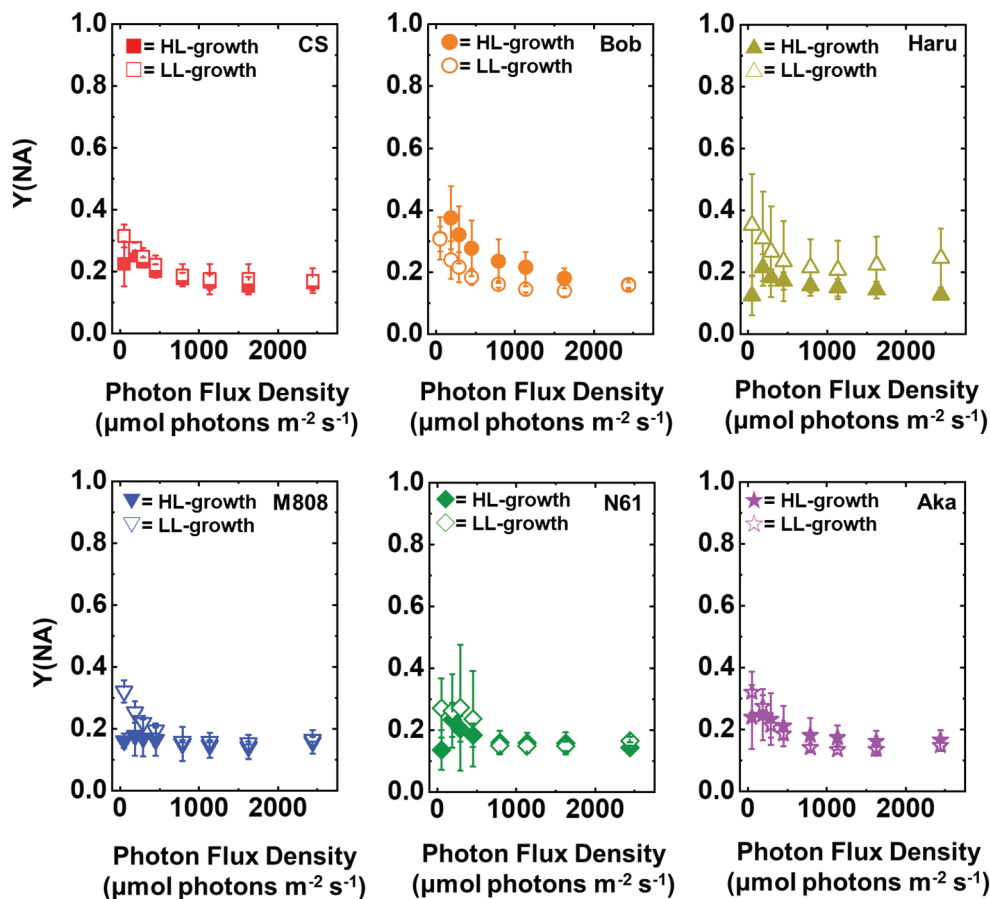 CS
= HL-growth
= LL-growth
Y(NA)
1.0
0.8
0.6
0.4
0.2
0.0
0 1000 2000
Photon Flux Density
(µmol photons m-2 s-1)
Bob
= HL-growth
= LL-growth
1.0
0.8
0.6
0.4
0.2
0.0
0 1000 2000
Photon Flux Density
(µmol photons m-2 s-1)
Haru
= HL-growth
= LL-growth
1.0
0.8
0.6
0.4
0.2
0.0
0 1000 2000
Photon Flux Density
(µmol photons m-2 s-1)
M808
= HL-growth
= LL-growth
Y(NA)
1.0
0.8
0.6
0.4
0.2
0.0
0 1000 2000
Photon Flux Density
(µmol photons m-2 s-1)
N61
= HL-growth
= LL-growth
1.0
0.8
0.6
0.4
0.2
0.0
0 1000 2000
Photon Flux Density
(µmol photons m-2 s-1)
Aka
= HL-growth
= LL-growth
1.0
0.8
0.6
0.4
0.2
0.0
0 1000 2000
Photon Flux Density
(µmol photons m-2 s-1)